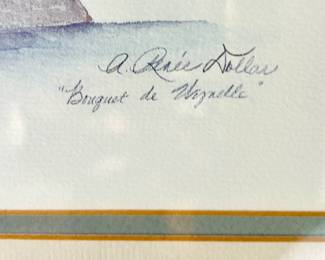 A. Renée Dollar
"Bouquet de